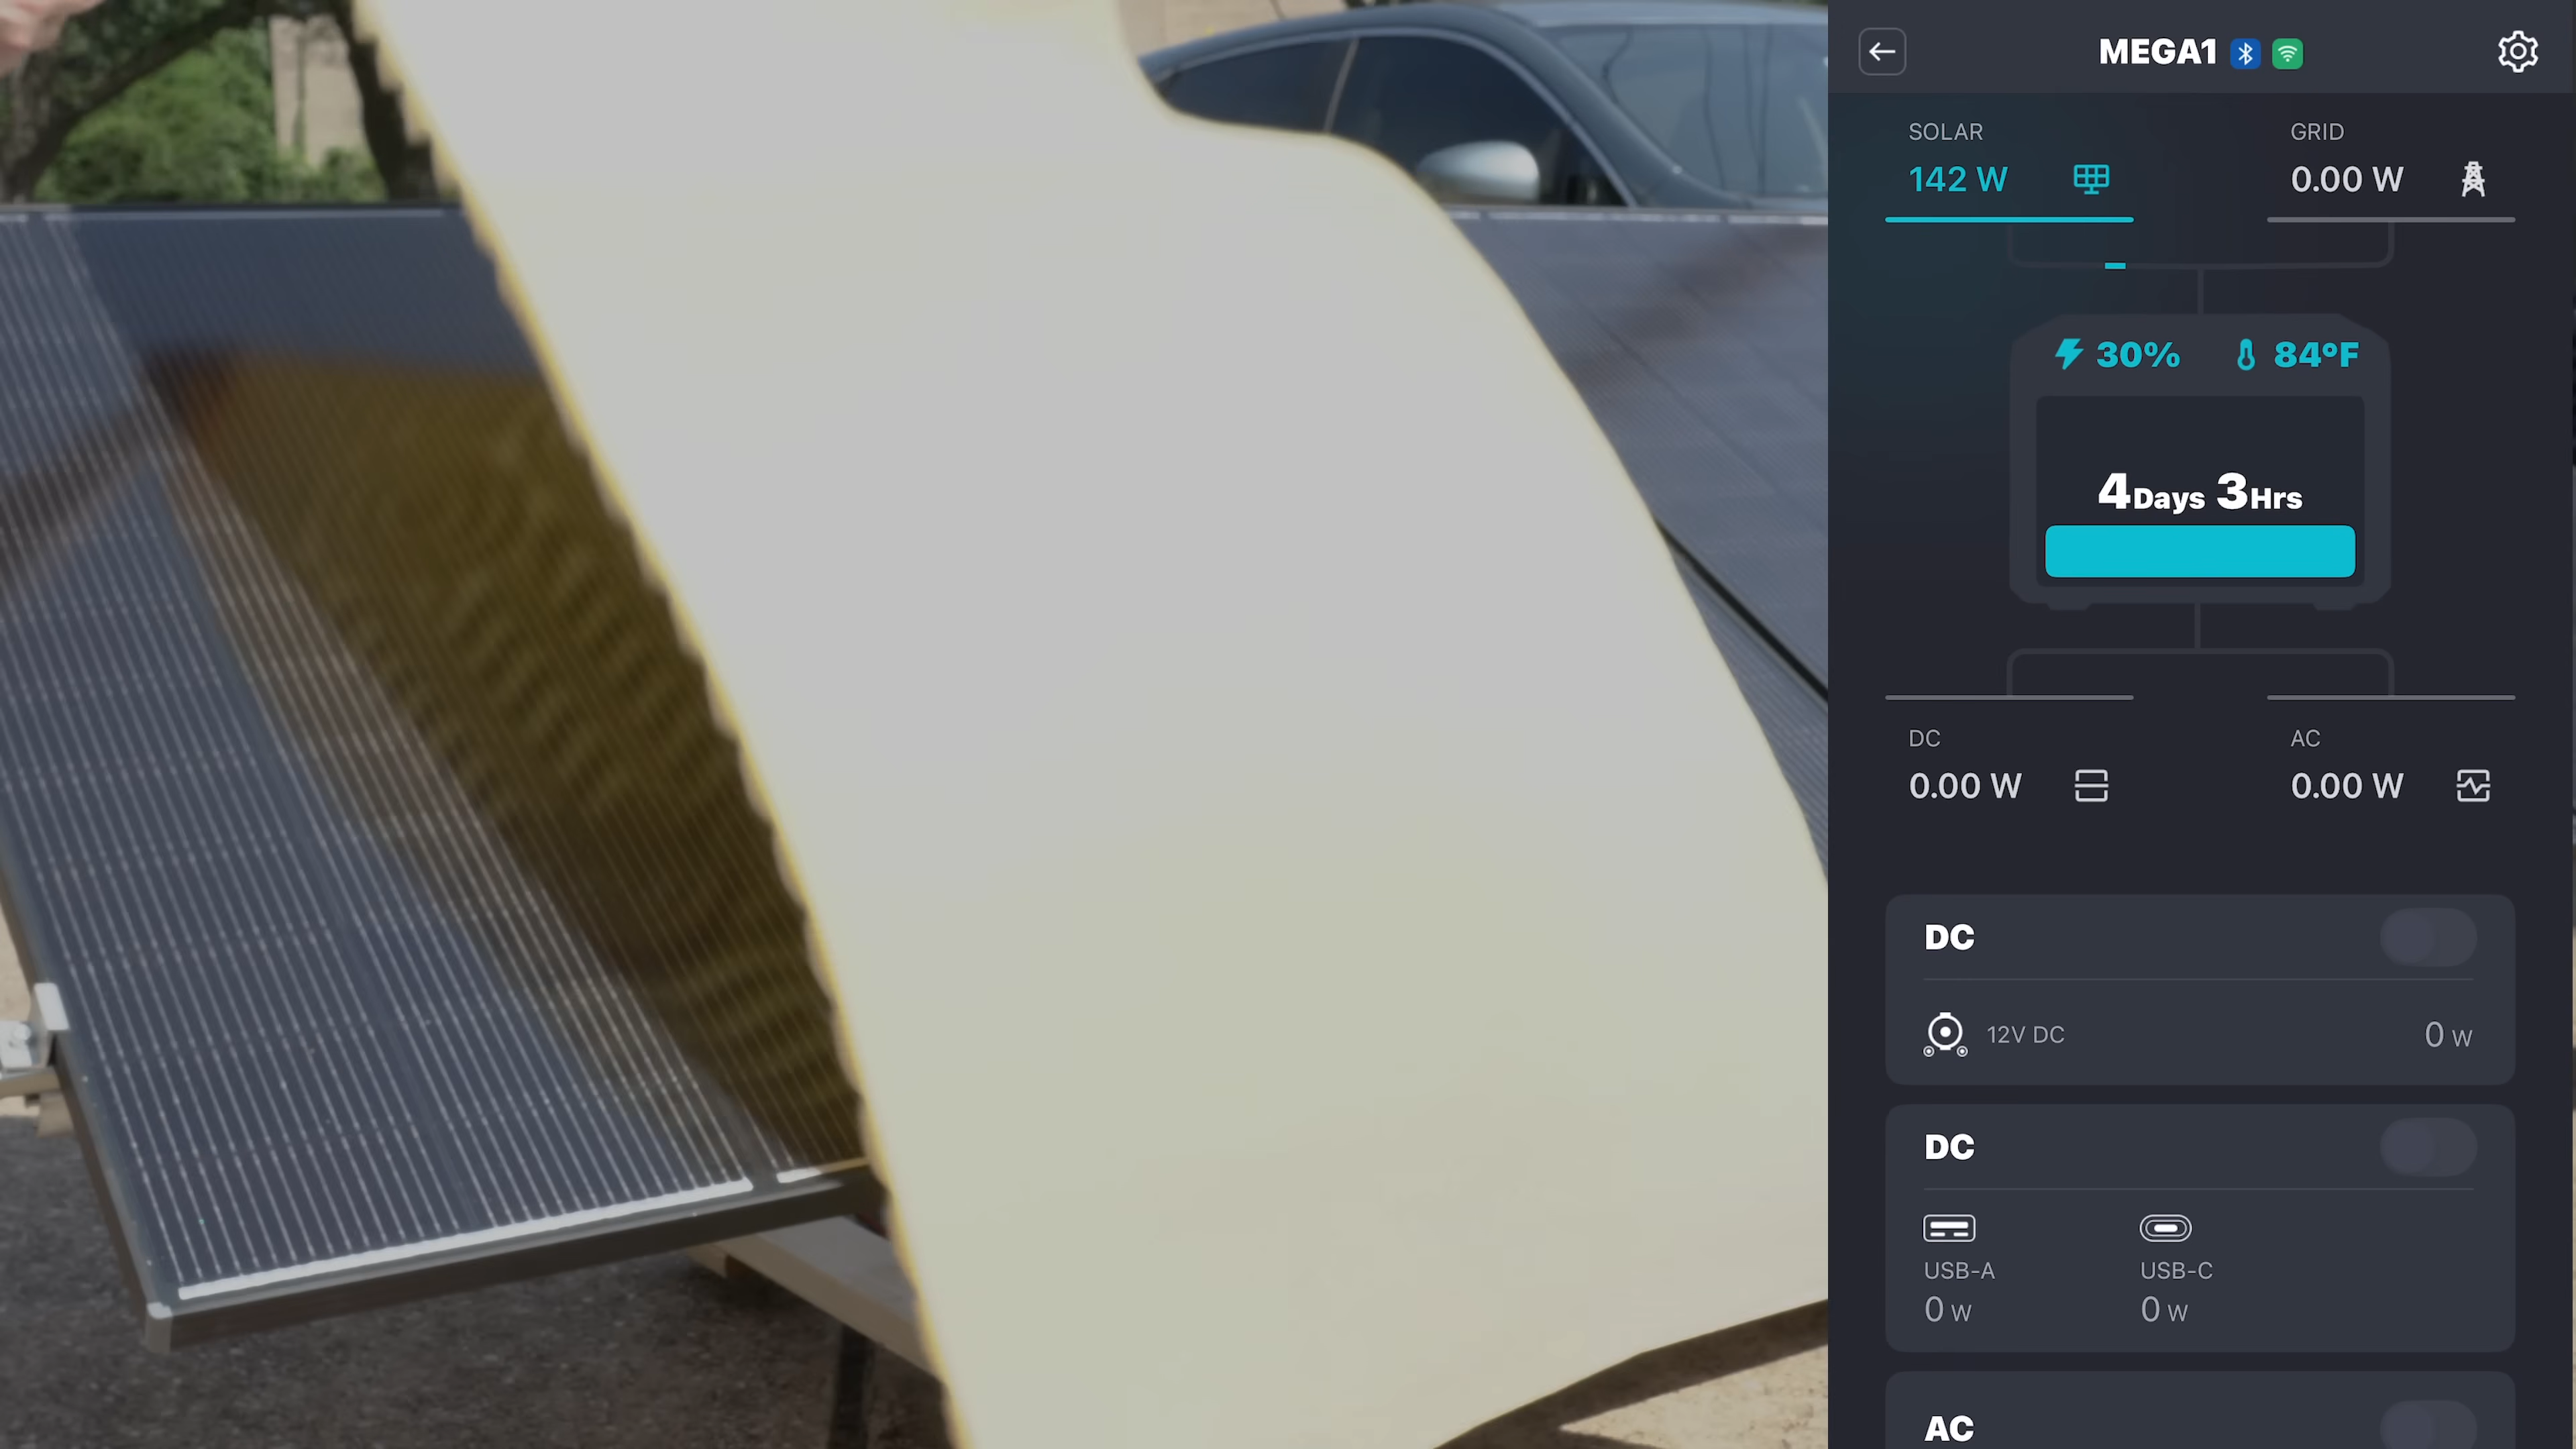 MEGA1
SOLAR
142 W
GRID
0.00 W
30%
84°F
4Days 3Hrs
DC
0.00 W
AC
0.00 W
DC
12V DC
0 W
DC
USB-A
0 W
USB-C
0 W
AC